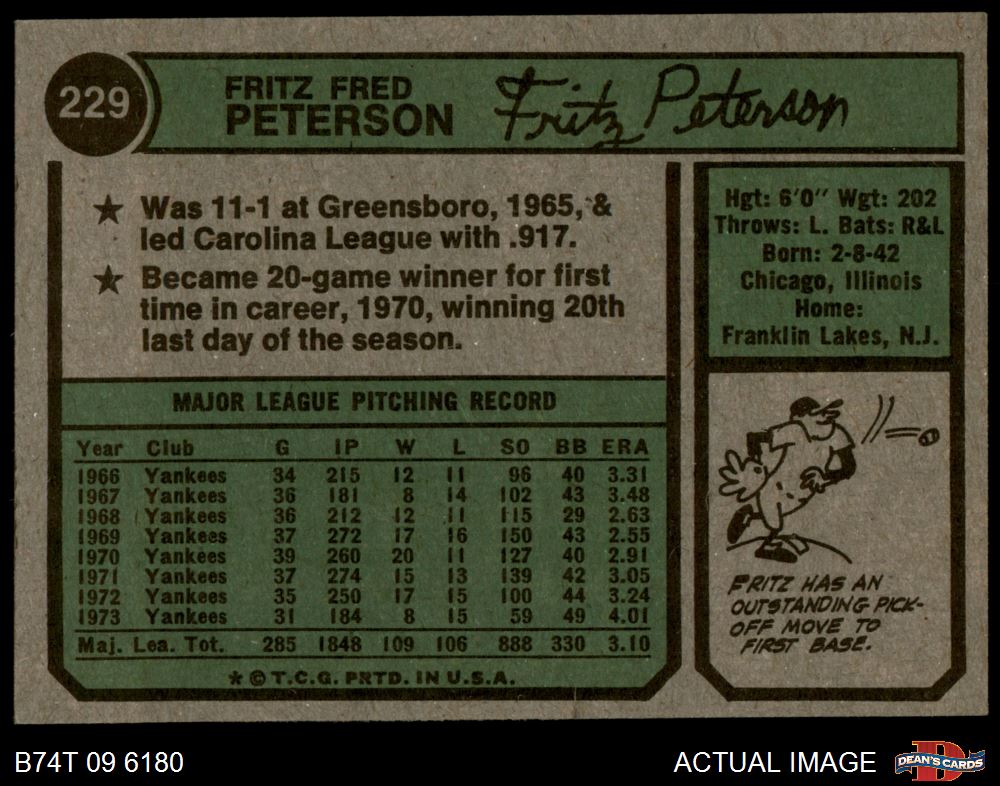 229
FRITZ FRED
PETERSON
Fritz Peterson
★ Was 11-1 at Greensboro, 1965, &
led Carolina League with .917.
★ Became 20-game winner for first
time in career, 1970, winning 20th
last day of the season.
Hgt: 6'0" Wgt: 202
Throws: L. Bats: R&L
Born: 2-8-42
Chicago, Illinois
Home:
Franklin Lakes, N.J.
MAJOR LEAGUE PITCHING RECORD
Year Club G IP W L SO BB ERA
1966 Yankees 34 215 12 11 96 40 3.31
1967 Yankees 36 181 8 14 102 43 3.48
1968 Yankees 36 212 12 11 115 29 2.63
1969 Yankees 37 272 17 16 150 43 2.55
1970 Yankees 39 260 20 11 127 40 2.91
1971 Yankees 37 274 15 13 139 42 3.05
1972 Yankees 35 250 17 15 100 44 3.24
1973 Yankees 31 184 8 15 59 49 4.01
Maj. Lea. Tot. 285 1848 109 106 888 330 3.10
* © T.C.G. PRTD. IN U.S.A.
FRITZ HAS AN
OUTSTANDING PICK-
OFF MOVE TO
FIRST BASE.
B74T 09 6180
ACTUAL IMAGE
D
DEAN'S CARDS